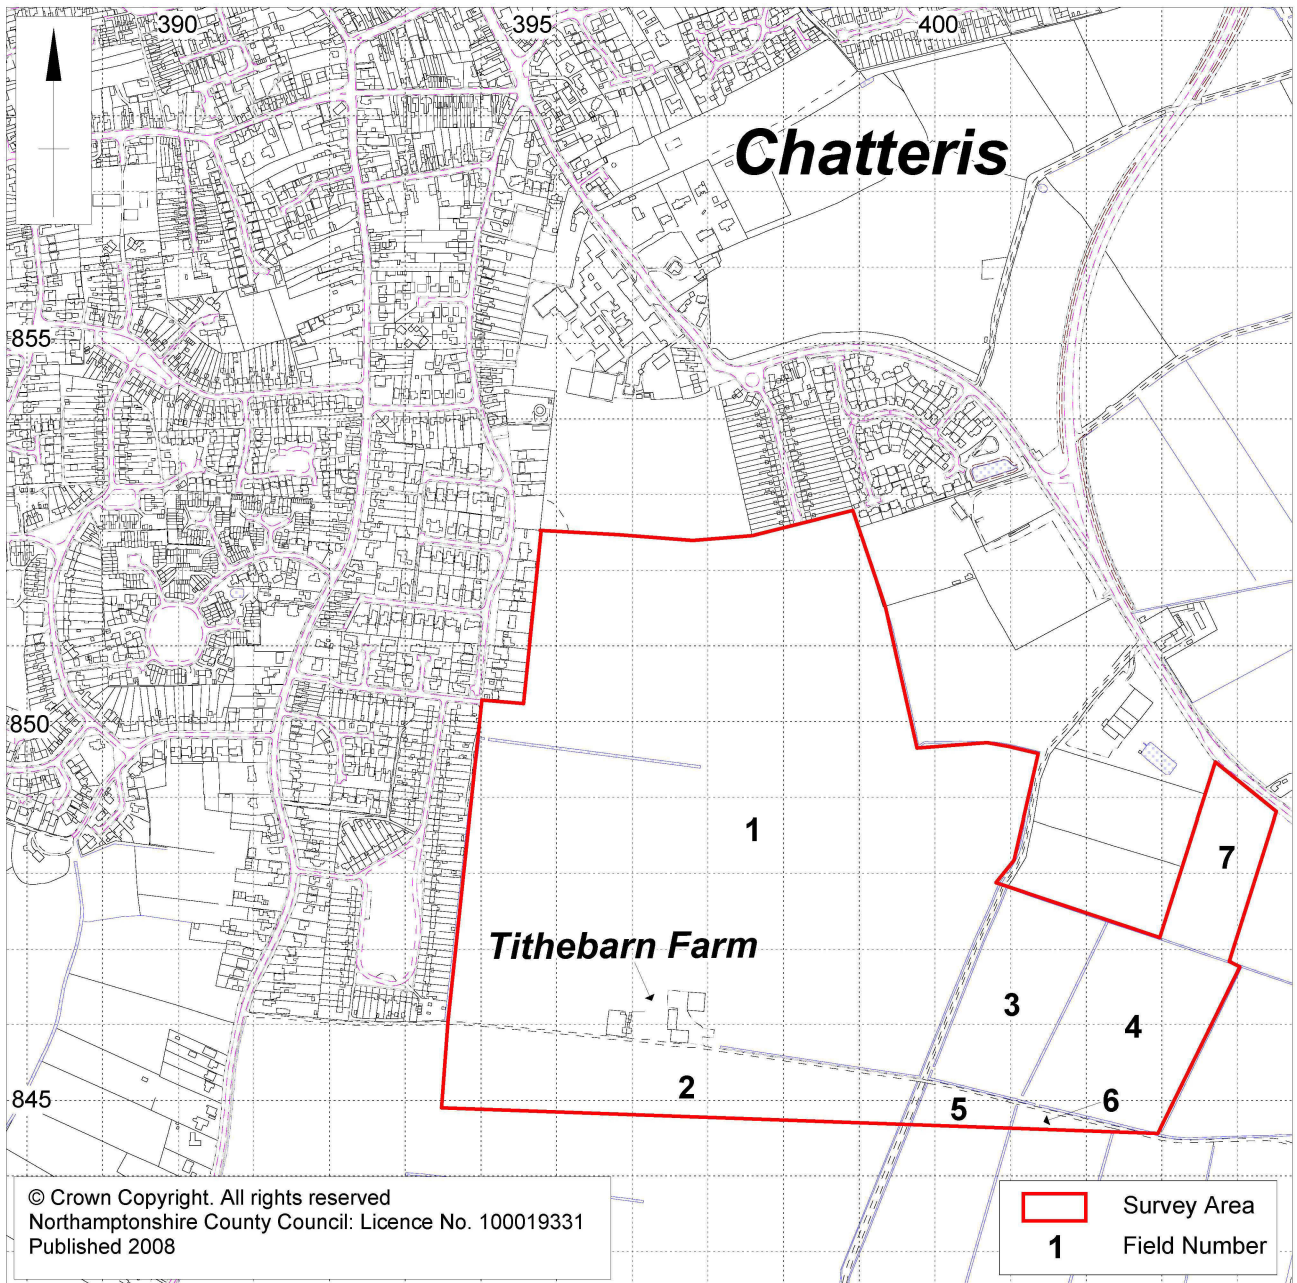 390
395
400
Chatteris
855
850
1
7
Tithebarn Farm
3
4
2
6
5
845
© Crown Copyright. All rights reserved
Northamptonshire County Council: Licence No. 100019331
Published 2008
Survey Area
1 Field Number